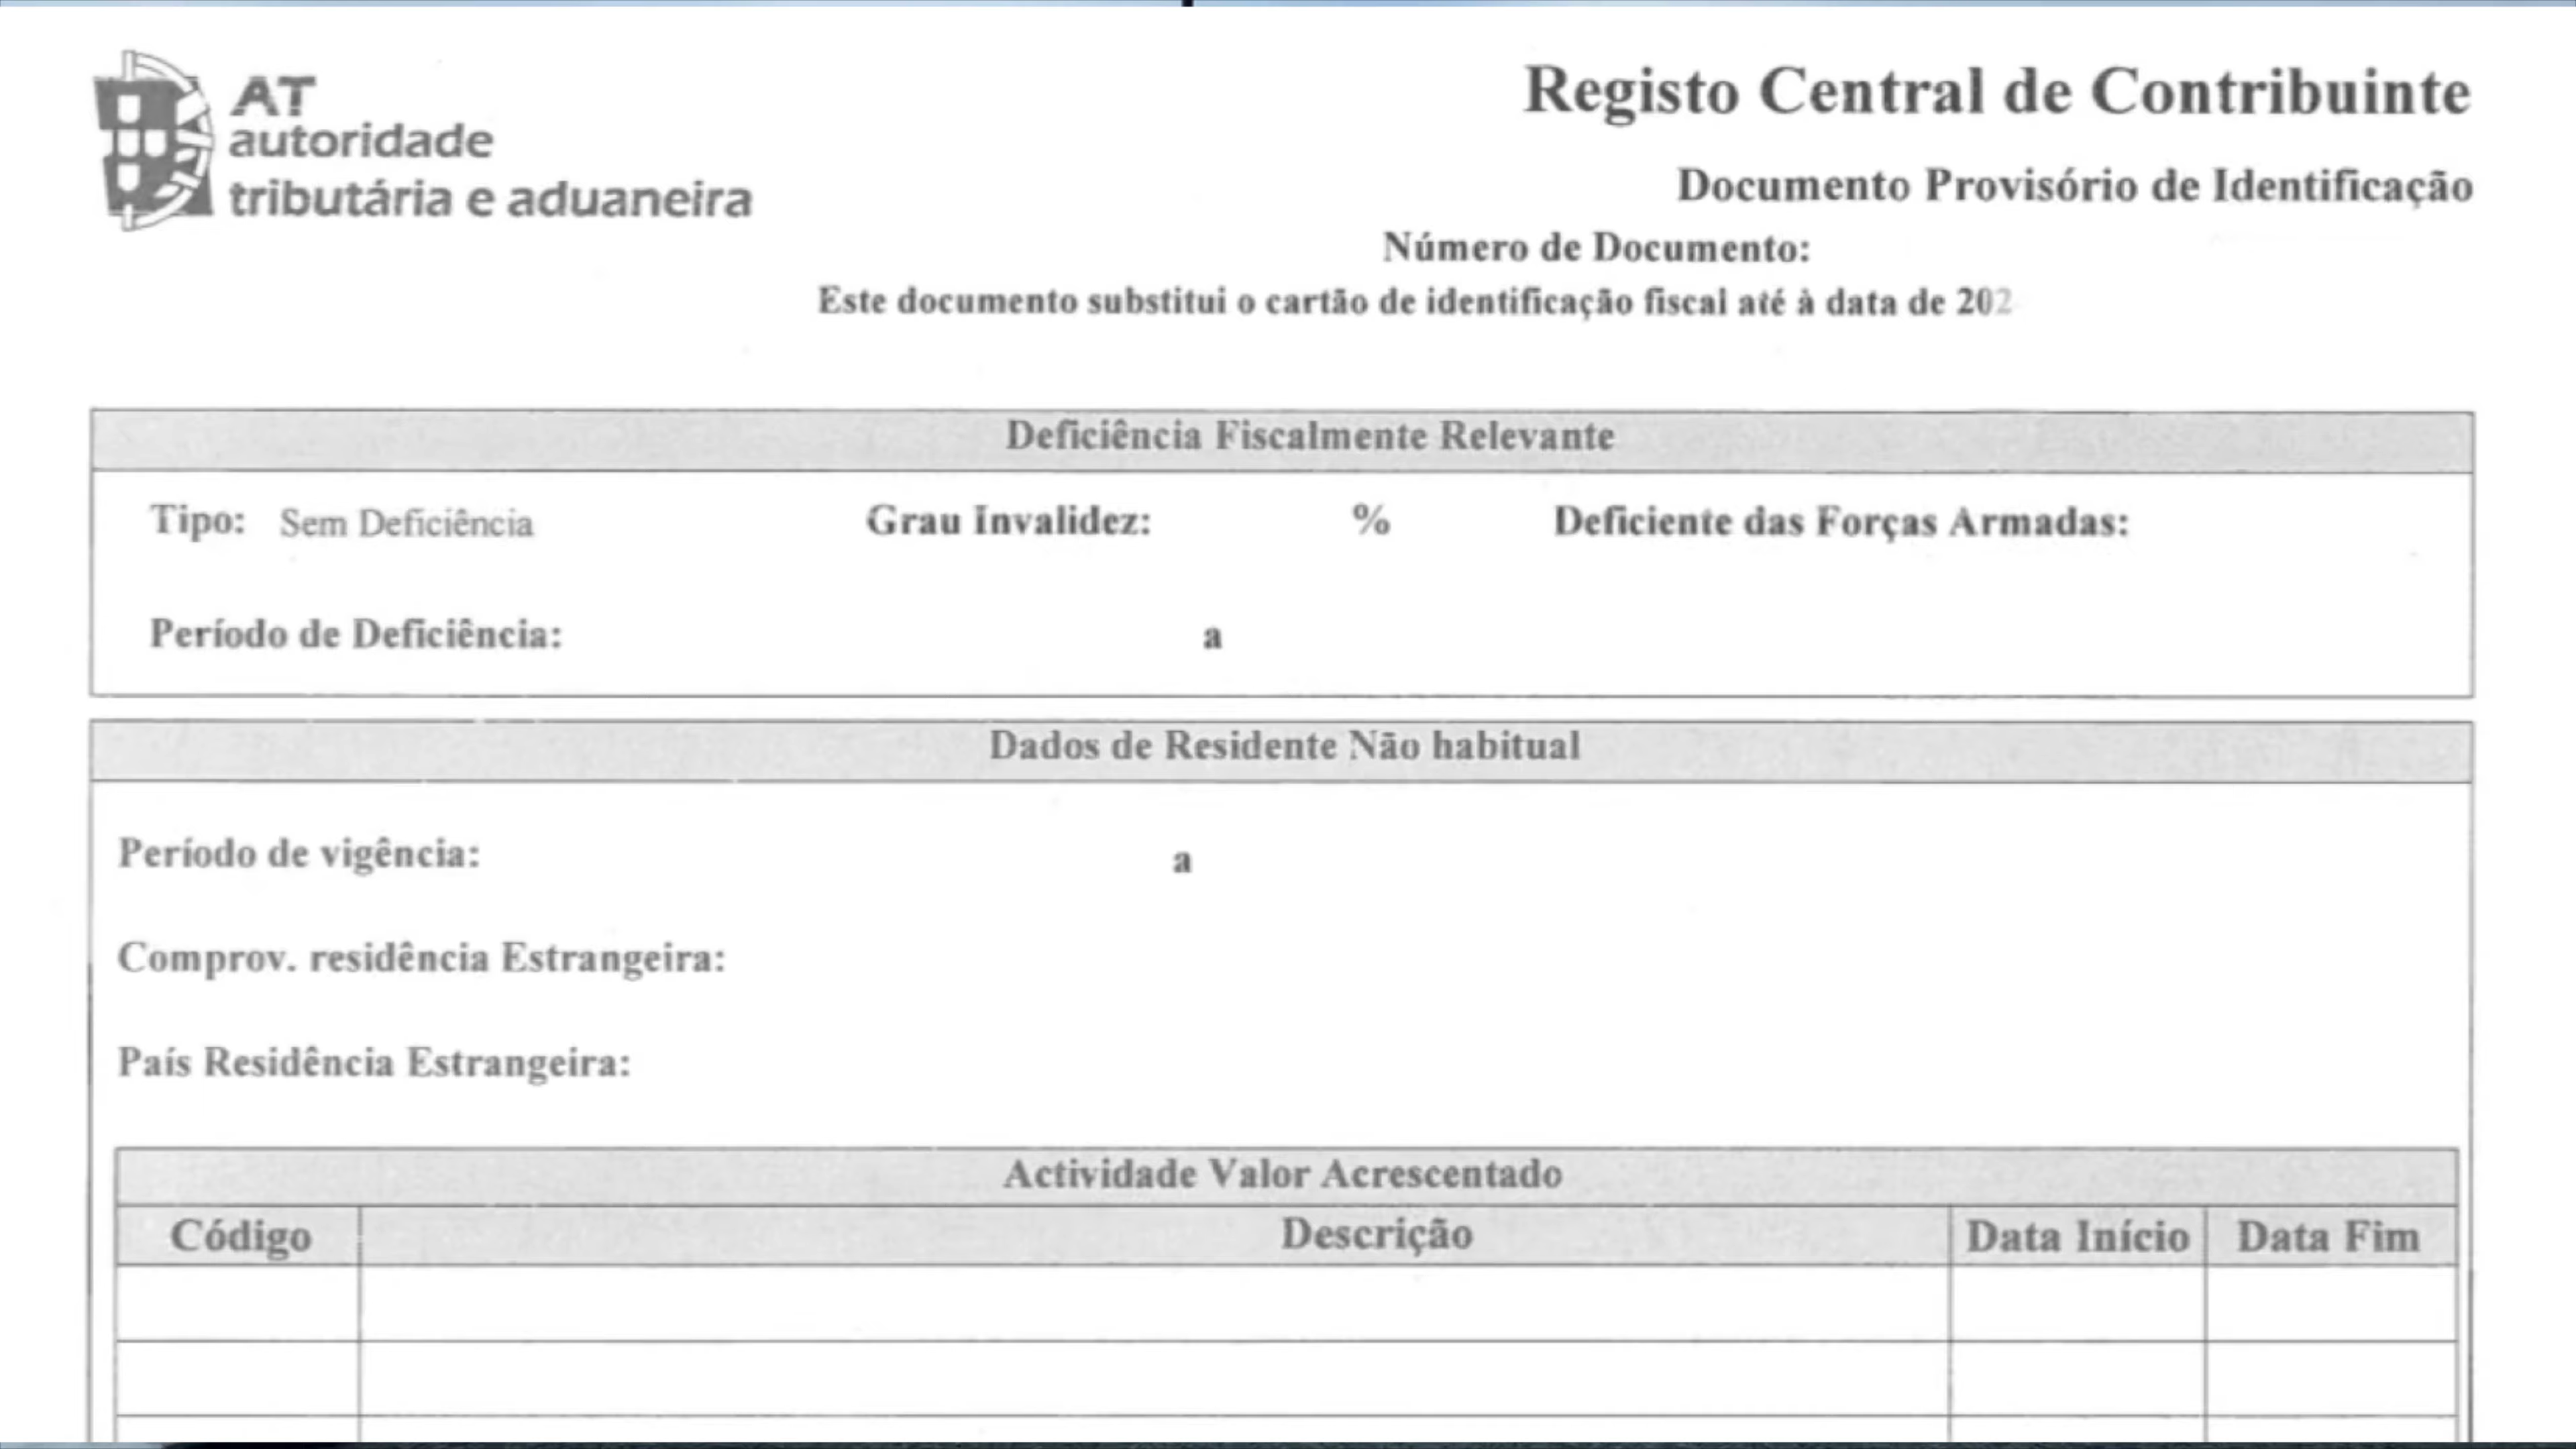 AT
autoridade
tributária e aduaneira
Registo Central de Contribuinte
Documento Provisório de Identificação
Número de Documento:
Este documento substitui o cartão de identificação fiscal até à data de 202
Deficiência Fiscalmente Relevante
Tipo: Sem Deficiência Grau Invalidez: % Deficiente das Forças Armadas:
Período de Deficiência: a
Dados de Residente Não habitual
Período de vigência: a
Comprov. residência Estrangeira:
País Residência Estrangeira:
Actividade Valor Acrescentado
Código Descrição Data Início Data Fim